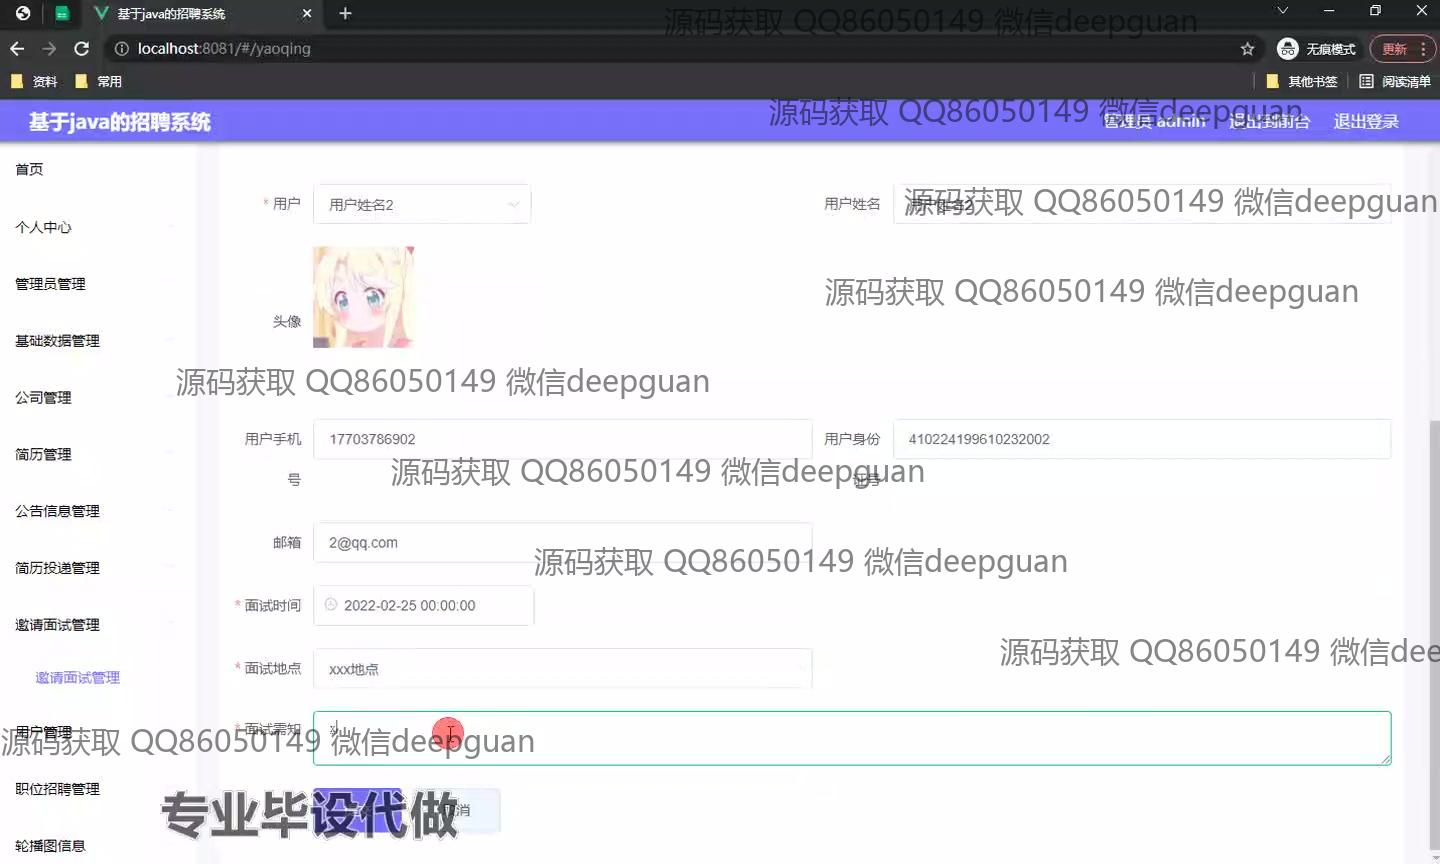 基于java的招聘系统
源码获取 QQ86050149 微信deepguan
localhost:8081/#/yaoqing
无痕模式
更新
资料
常用
其他书签
阅读清单
基于java的招聘系统
源码获取 QQ86050149 微信deepguan
管理员 admin
退出到前台
退出登录
首页
* 用户
用户姓名2
用户姓名
源码获取 QQ86050149 微信deepguan
个人中心
管理员管理
源码获取 QQ86050149 微信deepguan
头像
基础数据管理
源码获取 QQ86050149 微信deepguan
公司管理
用户手机号
17703786902
用户身份证号
410224199610232002
简历管理
源码获取 QQ86050149 微信deepguan
公告信息管理
邮箱
2@qq.com
源码获取 QQ86050149 微信deepguan
简历投递管理
* 面试时间
2022-02-25 00:00:00
邀请面试管理
源码获取 QQ86050149 微信dee
* 面试地点
xxx地点
邀请面试管理
用户管理
* 面试需知
源码获取 QQ86050149 微信deepguan
职位招聘管理
专业毕设代做
取消
轮播图信息